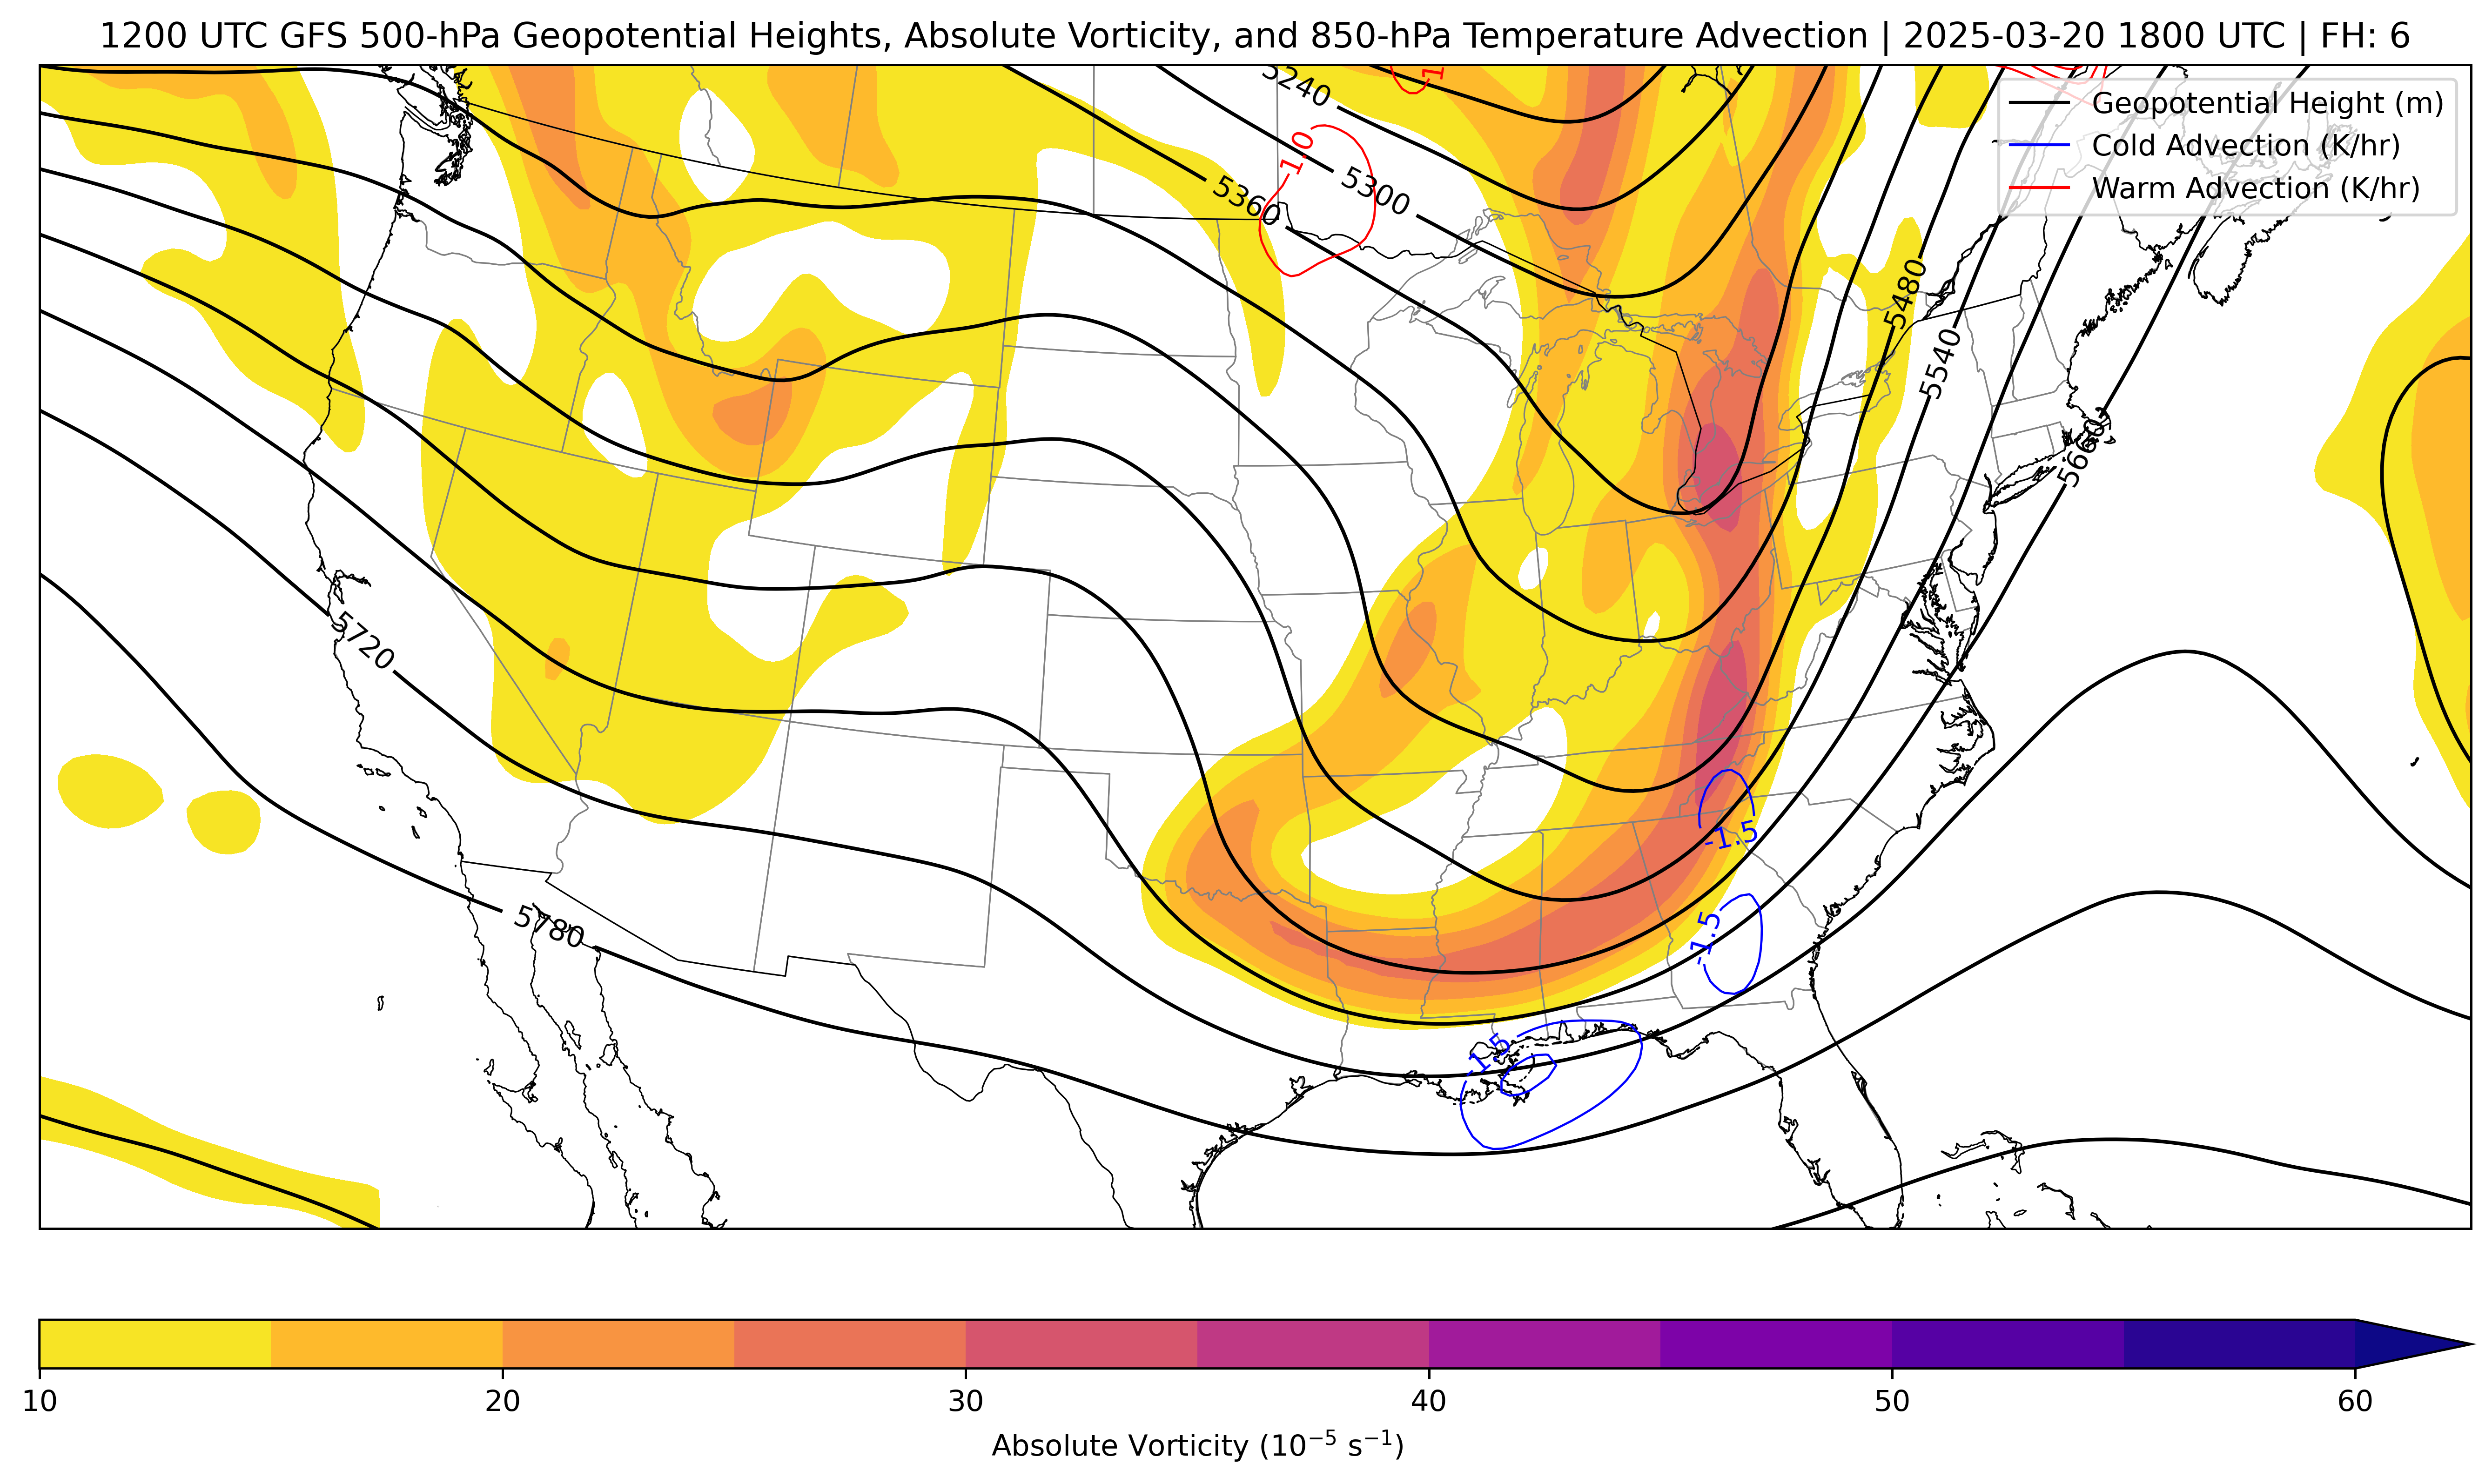 1200 UTC GFS 500-hPa Geopotential Heights, Absolute Vorticity, and 850-hPa Temperature Advection | 2025-03-20 1800 UTC | FH: 6
Geopotential Height (m)
Cold Advection (K/hr)
Warm Advection (K/hr)
5240
1.0
5300
5360
5480
5540
5660
5720
5780
-1.5
-1.5
-1.5
10 20 30 40 50 60
Absolute Vorticity (10⁻⁵ s⁻¹)